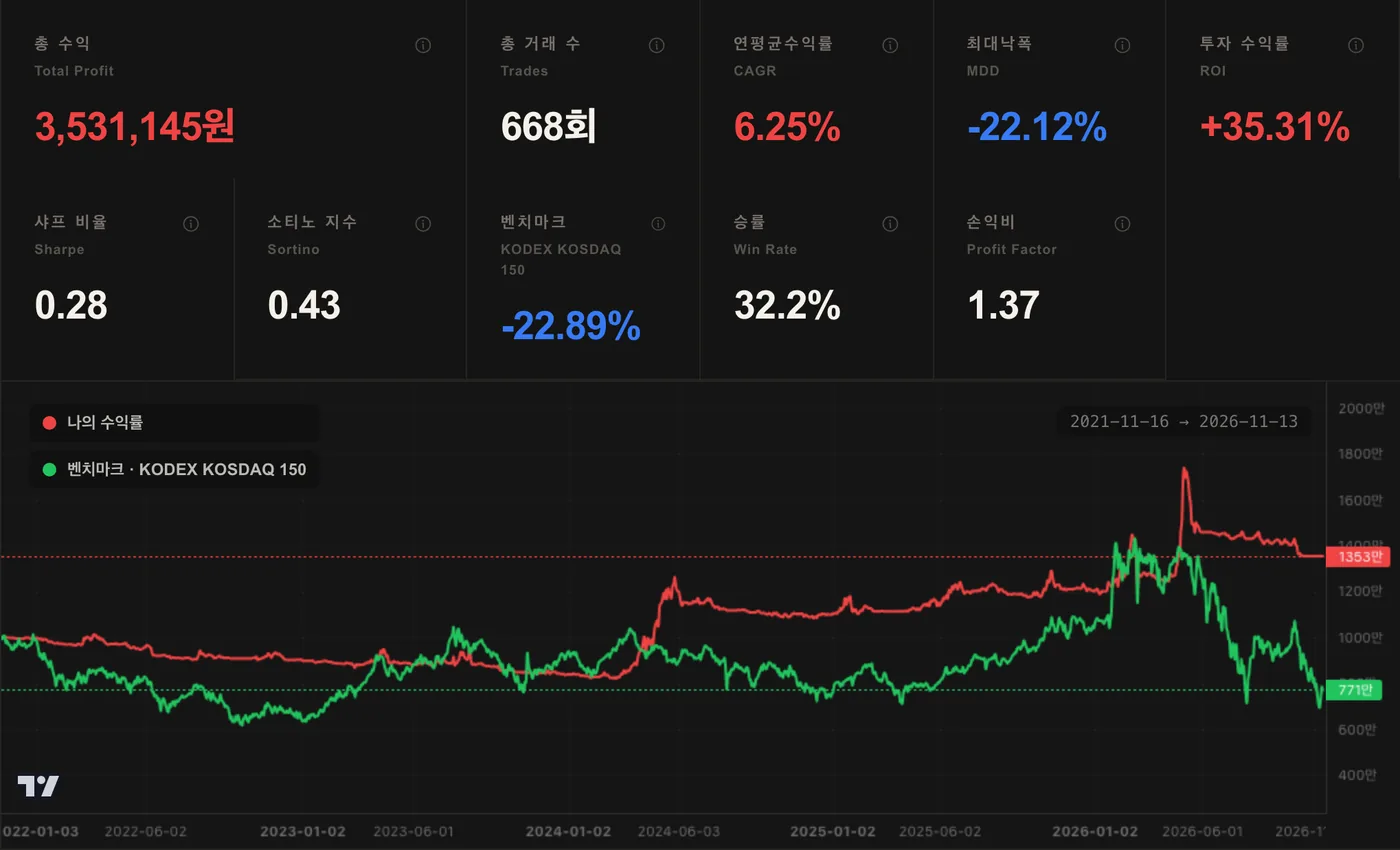 총 수익
Total Profit
3,531,145원
총 거래 수
Trades
668회
연평균수익률
CAGR
6.25%
최대낙폭
MDD
-22.12%
투자 수익률
ROI
+35.31%
샤프 비율
Sharpe
0.28
소티노 지수
Sortino
0.43
벤치마크
KODEX KOSDAQ
150
-22.89%
승률
Win Rate
32.2%
손익비
Profit Factor
1.37
나의 수익률
벤치마크 · KODEX KOSDAQ 150
2021-11-16 → 2026-11-13
2000만
1800만
1600만
1353만
1200만
1000만
771만
600만
400만
022-01-03
2022-06-02
2023-01-02
2023-06-01
2024-01-02
2024-06-03
2025-01-02
2025-06-02
2026-01-02
2026-06-01